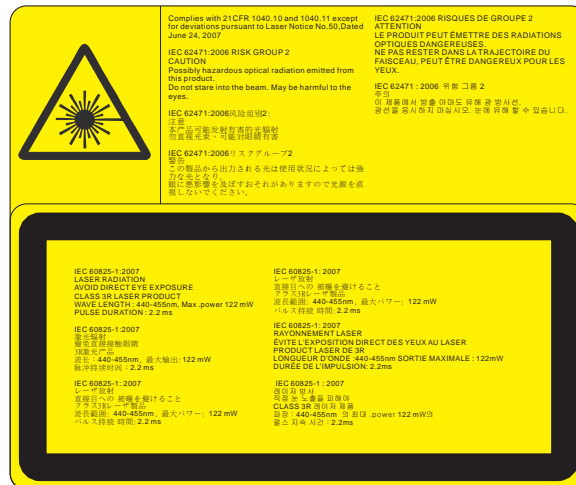 Complies with 21CFR 1040.10 and 1040.11 except
for deviations pursuant to Laser Notice No.50,Dated
June 24, 2007
IEC 62471:2006 RISK GROUP 2
CAUTION
Possibly hazardous optical radiation emitted from
this product.
Do not stare into the beam. May be harmful to the
eyes.
IEC 62471:2006风险组别2:
注意
本产品可能发射有害的光辐射
勿直视光束，可能对眼睛有害
IEC 62471:2006リスクグループ2
警告
この製品から出力される光は使用状況によっては強
力な光となり、
眼に悪影響を及ぼすおそれがありますので光源を直
視しないでください。
IEC 62471:2006 RISQUES DE GROUPE 2
ATTENTION
LE PRODUIT PEUT ÉMETTRE DES RADIATIONS
OPTIQUES DANGEREUSES.
NE PAS RESTER DANS LA TRAJECTOIRE DU
FAISCEAU, PEUT ÊTRE DANGEREUX POUR LES
YEUX.
IEC 62471 : 2006 위험 그룹 2
주의
이 제품에서 방출 아마도 유해 광 방사선.
광선을 응시하지 마십시오. 눈에 유해 할 수 있습니다.
IEC 60825-1:2007
LASER RADIATION
AVOID DIRECT EYE EXPOSURE
CLASS 3R LASER PRODUCT
WAVE LENGTH : 440-455nm, Max .power 122 mW
PULSE DURATION : 2.2 ms
IEC 60825-1:2007
激光辐射
避免直接接触眼睛
3R激光产品
波长：440-455nm, 最大输出: 122 mW
脉冲持续时间：2.2 ms
IEC 60825-1: 2007
レーザ放射
直接目への 被曝を避けること
クラス3Rレーザ製品
波長範囲: 440-455nm, 最大パワー: 122 mW
パルス持続 時間: 2.2 ms
IEC 60825-1: 2007
レーザ放射
直接目への 被曝を避けること
クラス3Rレーザ製品
波長範囲: 440-455nm, 最大パワー: 122 mW
パルス持続 時間: 2.2 ms
IEC 60825-1:2007
RAYONNEMENT LASER
ÉVITE L'EXPOSITION DIRECT DES YEUX AU LASER
PRODUCT LASER DE 3R
LONGUEUR D'ONDE :440-455nm SORTIE MAXIMALE : 122mW
DURÉE DE L'IMPULSION: 2.2ms
IEC 60825-1 : 2007
레이저 방사
직접 눈 노출을 피해야
CLASS 3R 레이저 제품
파장 : 440-455nm 의 최대 .power 122 mW의
펄스 지속 시간 : 2.2ms